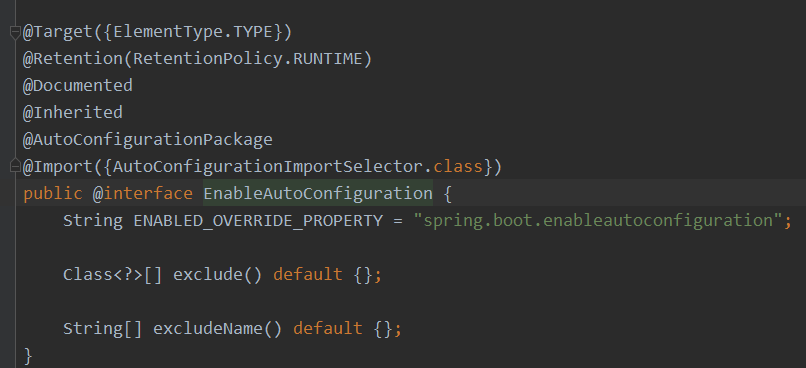 @Target({ElementType.TYPE})
@Retention(RetentionPolicy.RUNTIME)
@Documented
@Inherited
@AutoConfigurationPackage
@Import({AutoConfigurationImportSelector.class})
public @interface EnableAutoConfiguration {
    String ENABLED_OVERRIDE_PROPERTY = "spring.boot.enableautoconfiguration";
    Class<?>[] exclude() default {};
    String[] excludeName() default {};
}